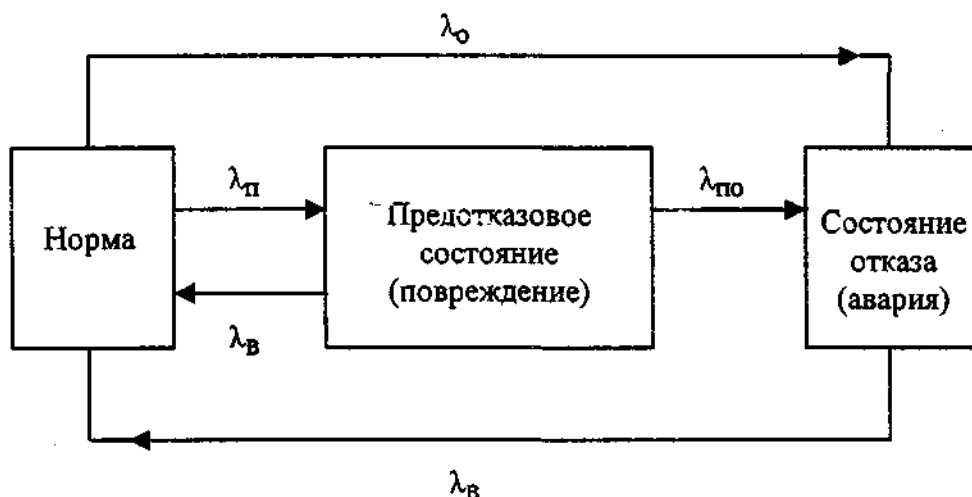 λо
Норма
λп
λв
Предотказовое
состояние
(повреждение)
λпо
Состояние
отказа
(авария)
λв